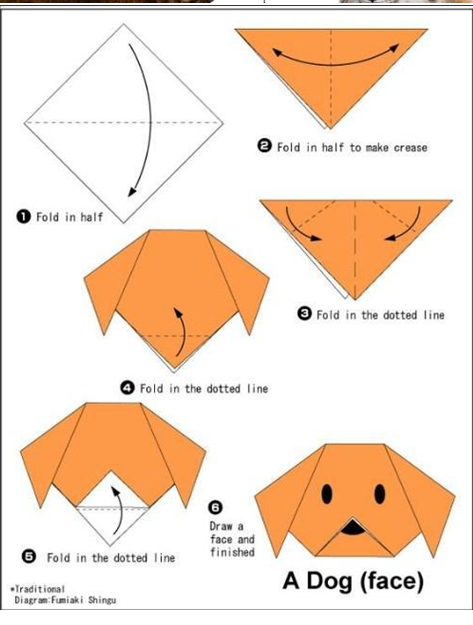 1 Fold in half
2 Fold in half to make crease
3 Fold in the dotted line
4 Fold in the dotted line
5 Fold in the dotted line
6
Draw a
face and
finished
A Dog (face)
*Traditional
Diagram:Fumiaki Shingu